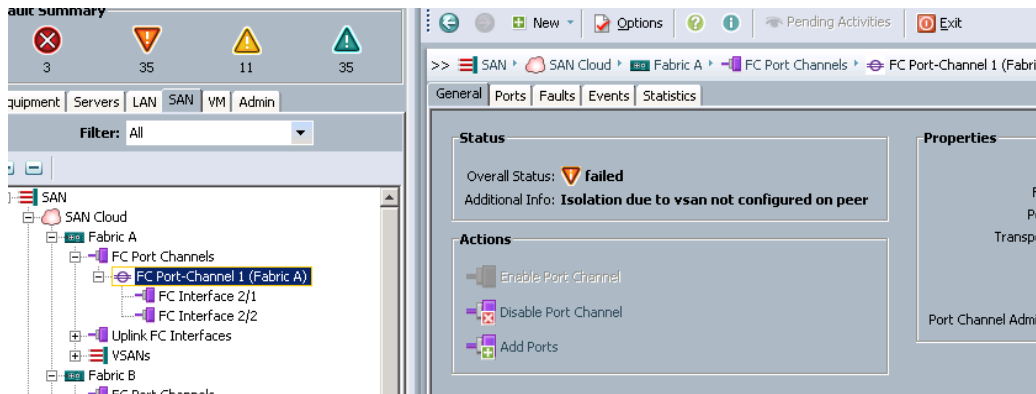 ault Summary
3 35 11 35
New Options Pending Activities Exit
>> SAN SAN Cloud Fabric A FC Port Channels FC Port-Channel 1 (Fabri
quipment Servers LAN SAN VM Admin
General Ports Faults Events Statistics
Filter: All
Status
Properties
Overall Status: failed
Additional Info: Isolation due to vsan not configured on peer
F
P
Transp
Actions
Enable Port Channel
Disable Port Channel
Add Ports
Port Channel Admi
SAN
SAN Cloud
Fabric A
FC Port Channels
FC Port-Channel 1 (Fabric A)
FC Interface 2/1
FC Interface 2/2
Uplink FC Interfaces
VSANs
Fabric B
FC Port Channels